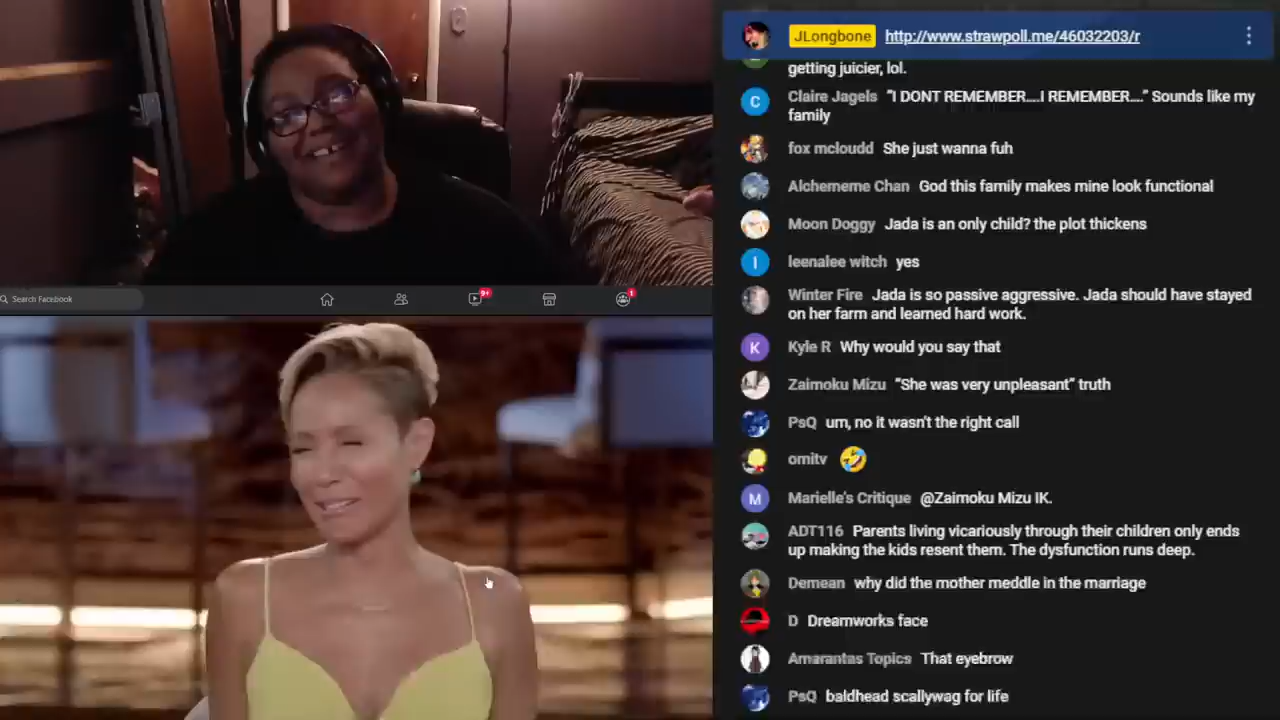 JLongbone http://www.strawpoll.me/46032203/r
getting juicier, lol.
Claire Jagels "I DONT REMEMBER....I REMEMBER...." Sounds like my
family
fox mcloudd She just wanna fuh
Alchememe Chan God this family makes mine look functional
Moon Doggy Jada is an only child? the plot thickens
leenalee witch yes
Winter Fire Jada is so passive aggressive. Jada should have stayed
on her farm and learned hard work.
Kyle R Why would you say that
Zaimoku Mizu "She was very unpleasant" truth
PsQ um, no it wasn't the right call
omitv 🤣
Marielle's Critique @Zaimoku Mizu IK.
ADT116 Parents living vicariously through their children only ends
up making the kids resent them. The dysfunction runs deep.
Demean why did the mother meddle in the marriage
D Dreamworks face
Amarantas Topics That eyebrow
PsQ baldhead scallywag for life
Search Facebook
9+
1
C
I
K
M